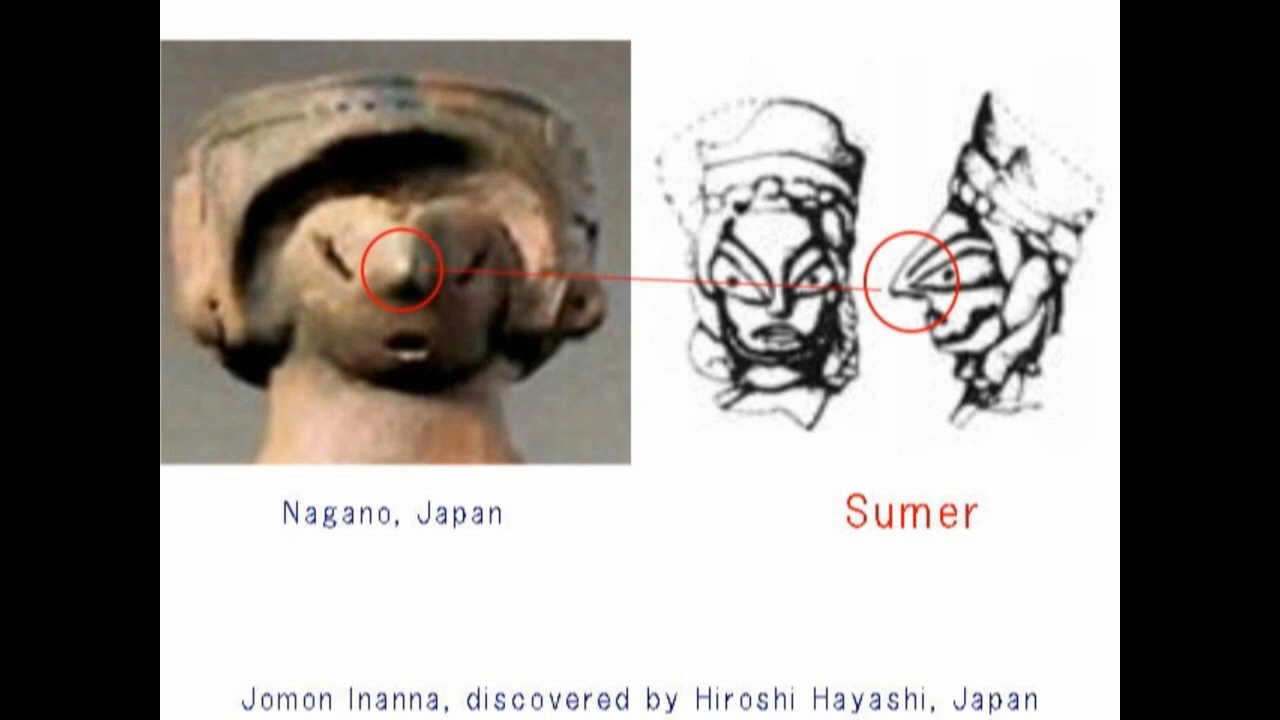 Nagano, Japan
Sumer
Jomon Inanna, discovered by Hiroshi Hayashi, Japan